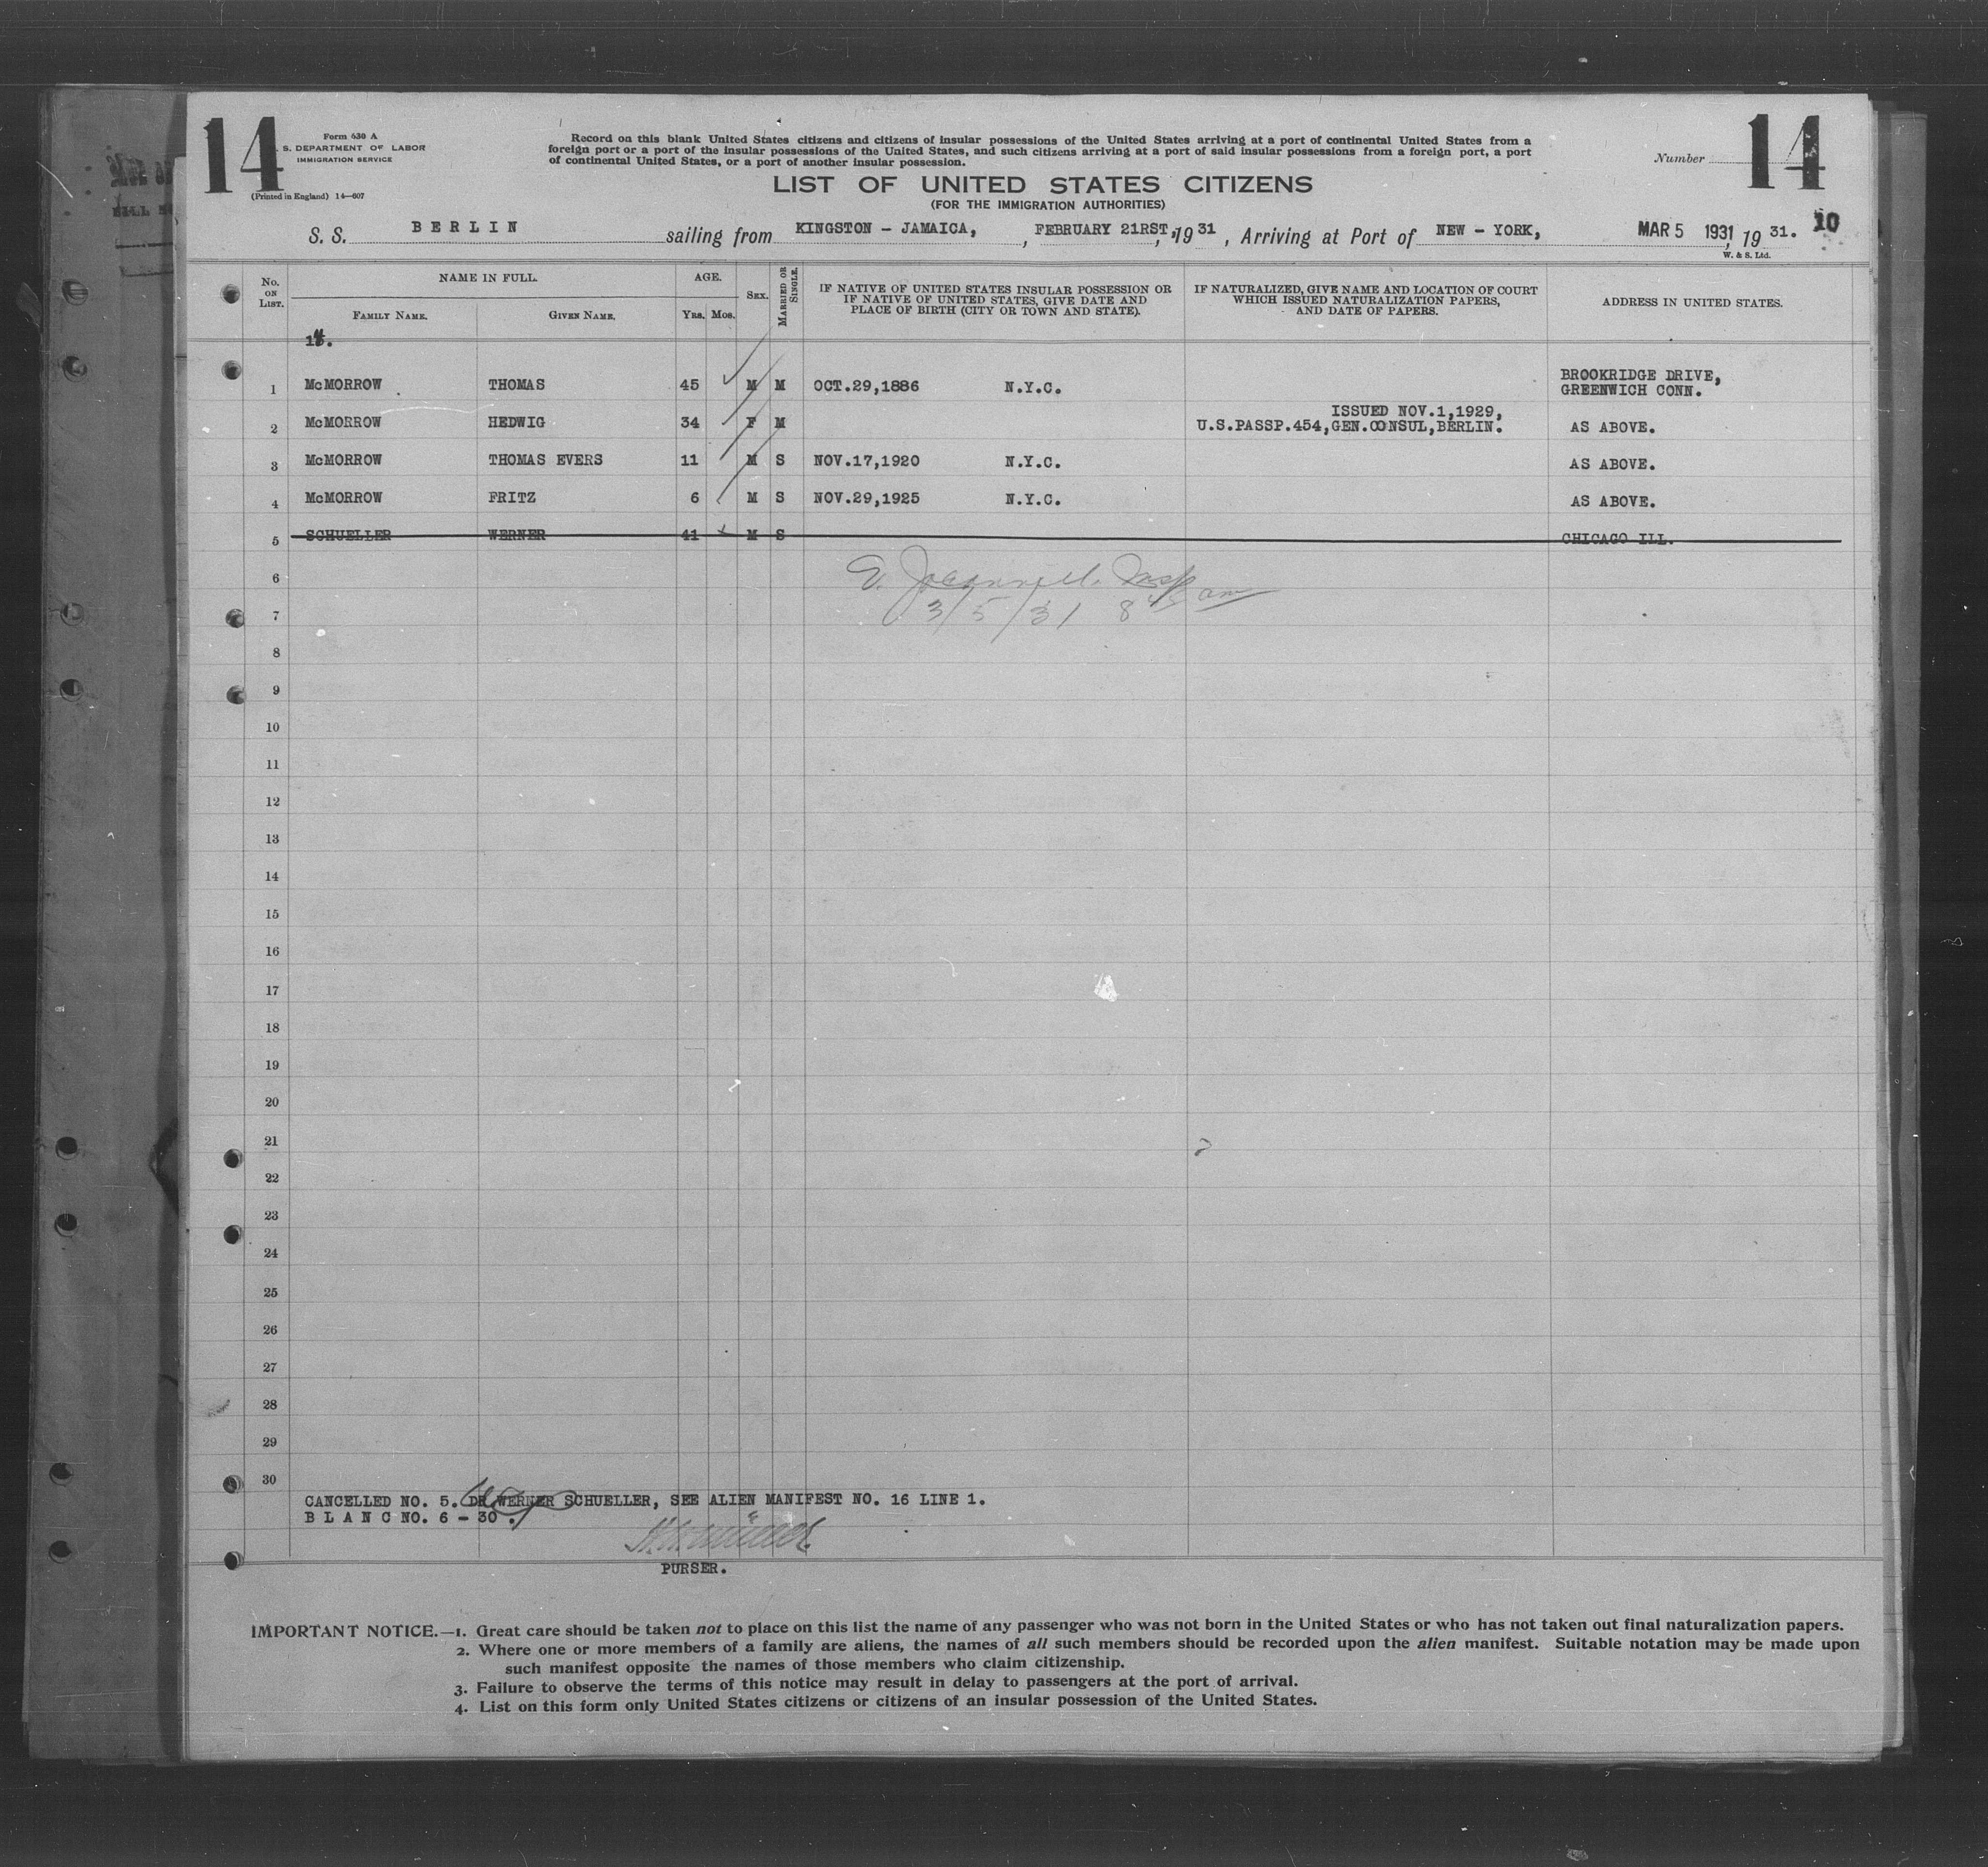 14
Form 630 A
S. DEPARTMENT OF LABOR
IMMIGRATION SERVICE
(Printed in England) 14—607
Record on this blank United States citizens and citizens of insular possessions of the United States arriving at a port of continental United States from a
foreign port or a port of the insular possessions of the United States, and such citizens arriving at a port of said insular possessions from a foreign port, a port
of continental United States, or a port of another insular possession.
Number 14
LIST OF UNITED STATES CITIZENS
(FOR THE IMMIGRATION AUTHORITIES)
S. S. BERLIN sailing from KINGSTON - JAMAICA, , FEBRUARY 21RST, 1931, Arriving at Port of NEW - YORK, MAR 5 1931, 19 31. 10
W. & S. Ltd.
No. ON LIST. NAME IN FULL. FAMILY NAME. GIVEN NAME. AGE. Yrs. Mos. SEX. MARRIED OR SINGLE. IF NATIVE OF UNITED STATES INSULAR POSSESSION OR IF NATIVE OF UNITED STATES, GIVE DATE AND PLACE OF BIRTH (CITY OR TOWN AND STATE). IF NATURALIZED, GIVE NAME AND LOCATION OF COURT WHICH ISSUED NATURALIZATION PAPERS, AND DATE OF PAPERS. ADDRESS IN UNITED STATES.
14.
1 McMORROW THOMAS 45 M M OCT.29,1886 N.Y.C. BROOKRIDGE DRIVE, GREENWICH CONN.
2 McMORROW HEDWIG 34 F M ISSUED NOV.1,1929, U.S.PASSP.454,GEN.CONSUL,BERLIN. AS ABOVE.
3 McMORROW THOMAS EVERS 11 M S NOV.17,1920 N.Y.C. AS ABOVE.
4 McMORROW FRITZ 6 M S NOV.29,1925 N.Y.C. AS ABOVE.
5 SCHUELLER WERNER 41 M S CHICAGO ILL.
6 Insp
7 3/5/31 8 am
8
9
10
11
12
13
14
15
16
17
18
19
20
21
22
23
24
25
26
27
28
29
30
CANCELLED NO. 5. DR WERNER SCHUELLER, SEE ALIEN MANIFEST NO. 16 LINE 1.
B L A N C NO. 6 - 30 .
PURSER.
IMPORTANT NOTICE.—1. Great care should be taken not to place on this list the name of any passenger who was not born in the United States or who has not taken out final naturalization papers.
2. Where one or more members of a family are aliens, the names of all such members should be recorded upon the alien manifest. Suitable notation may be made upon
such manifest opposite the names of those members who claim citizenship.
3. Failure to observe the terms of this notice may result in delay to passengers at the port of arrival.
4. List on this form only United States citizens or citizens of an insular possession of the United States.